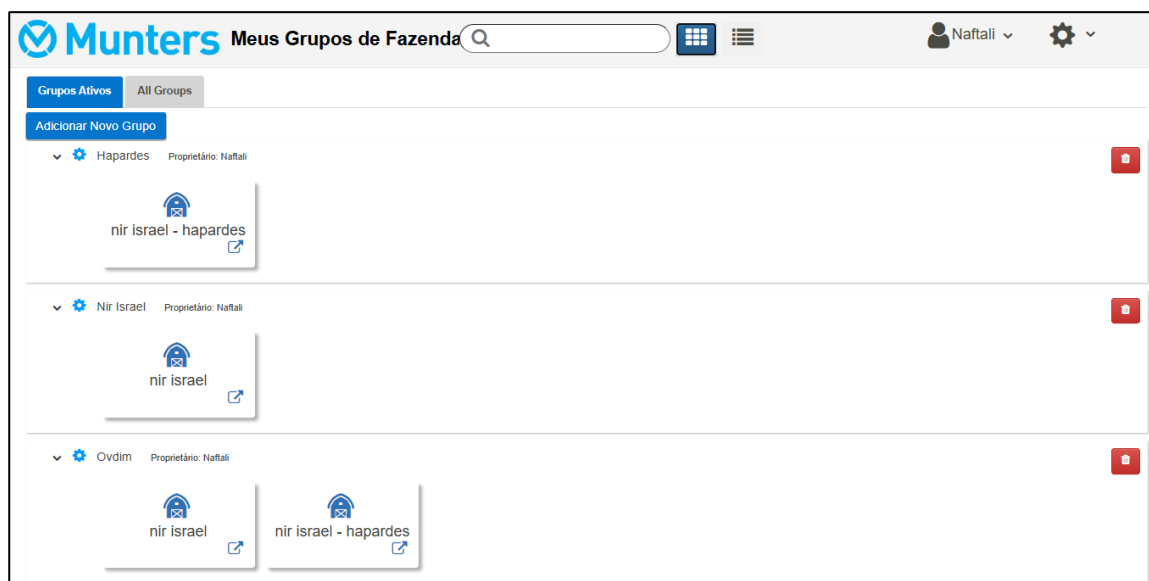 Munters Meus Grupos de Fazenda Naftali
Grupos Ativos All Groups
Adicionar Novo Grupo
Hapardes Proprietário: Naftali
nir israel - hapardes
Nir Israel Proprietário: Naftali
nir israel
Ovdim Proprietário: Naftali
nir israel nir israel - hapardes